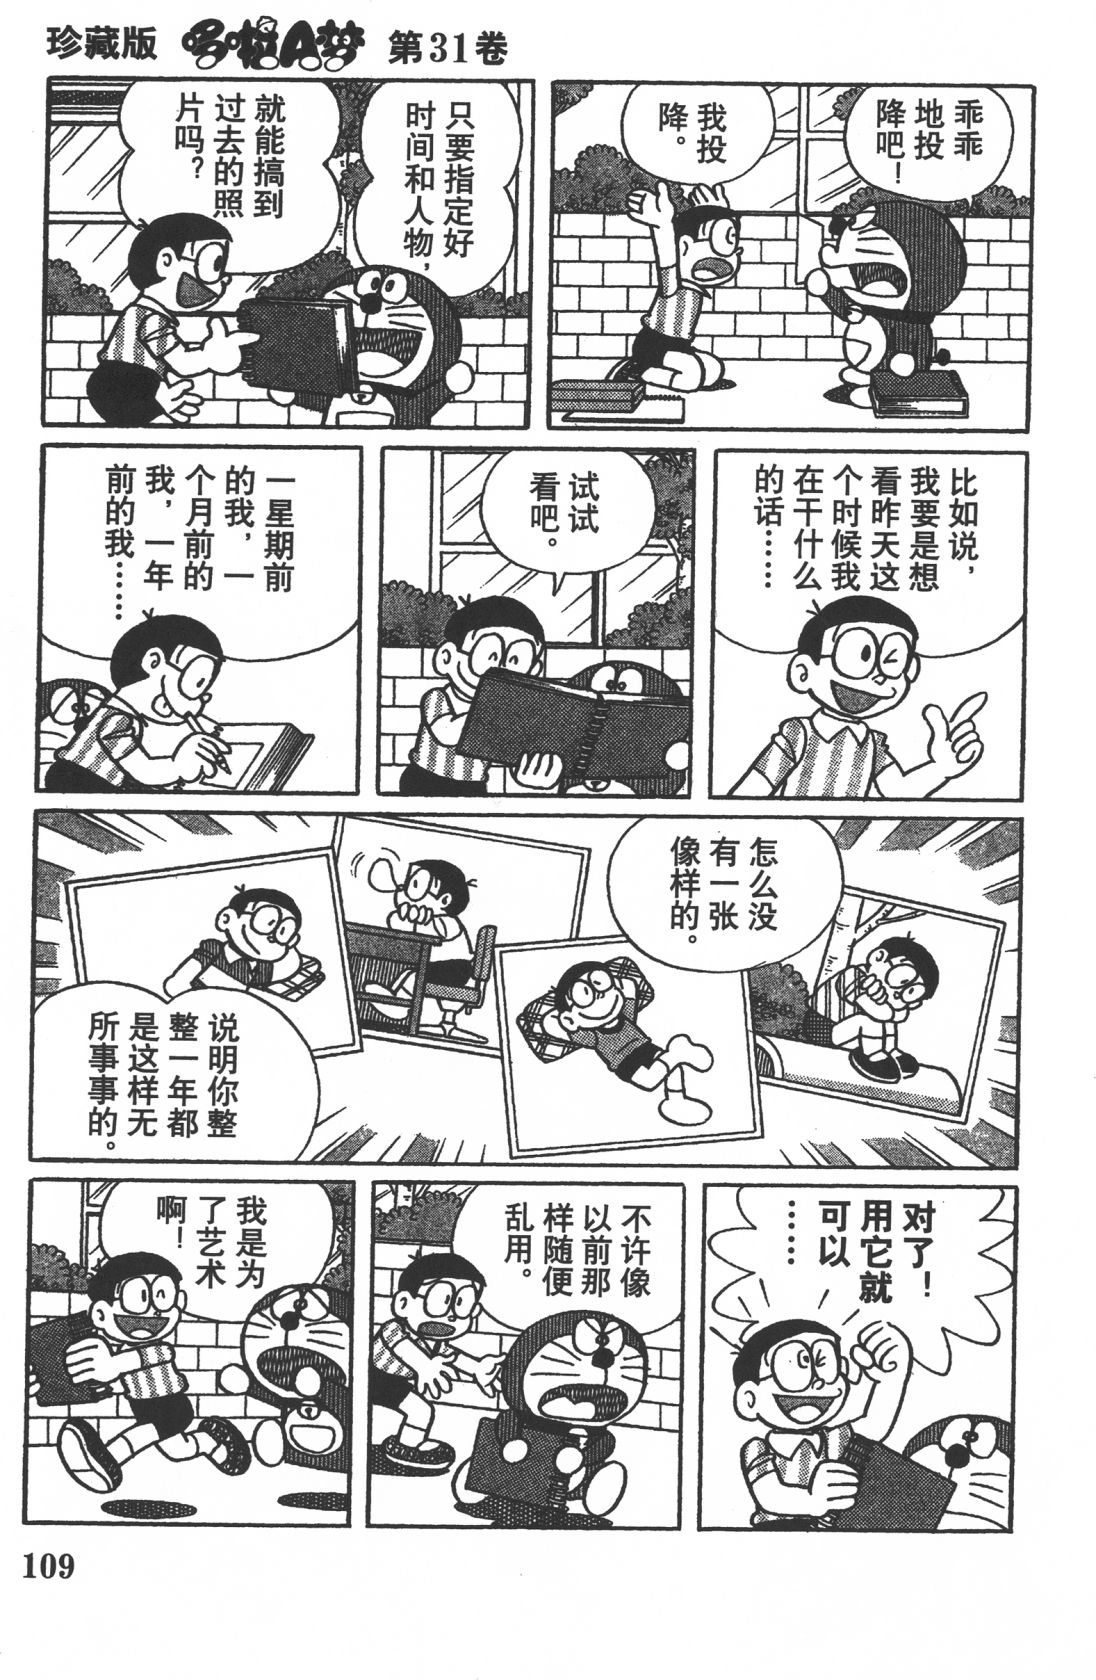 珍藏版 哆啦A梦 第31卷
乖乖
地投
降吧！
我投
降。
只要指定好
时间和人物，
就能搞到
过去的照
片吗？
比如说，
我要是想
看昨天这
个时候我
在干什么
的话……
试试
看吧。
一星期前
的我，一
个月前的
我，一年
前的我……
怎么没
有一张
像样的。
说明你整
整一年都
是这样无
所事事的。
对了！
用它就
可以
……
不许像
以前那
样随便
乱用。
我是为
了艺术
啊！
109